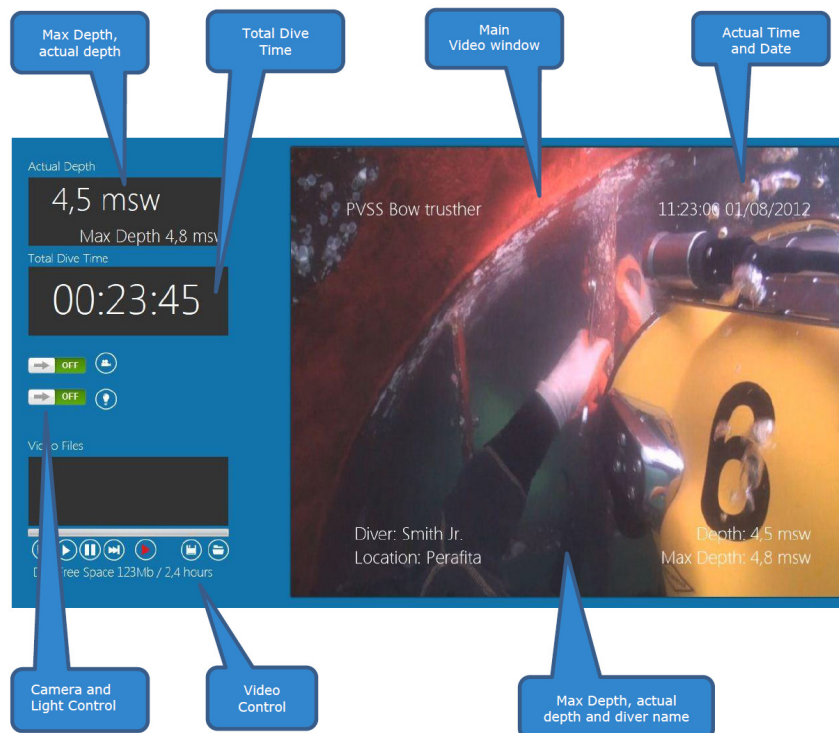 Max Depth,
actual depth
Total Dive
Time
Main
Video window
Actual Time
and Date
Actual Depth
4,5 msw
Max Depth 4,8 msw
Total Dive Time
00:23:45
OFF
OFF
Video Files
Free Space 123Mb / 2,4 hours
PVSS Bow trusther
11:23:00 01/08/2012
6
Diver: Smith Jr.
Location: Perafita
Depth: 4,5 msw
Max Depth: 4,8 msw
Camera and
Light Control
Video
Control
Max Depth, actual
depth and diver name